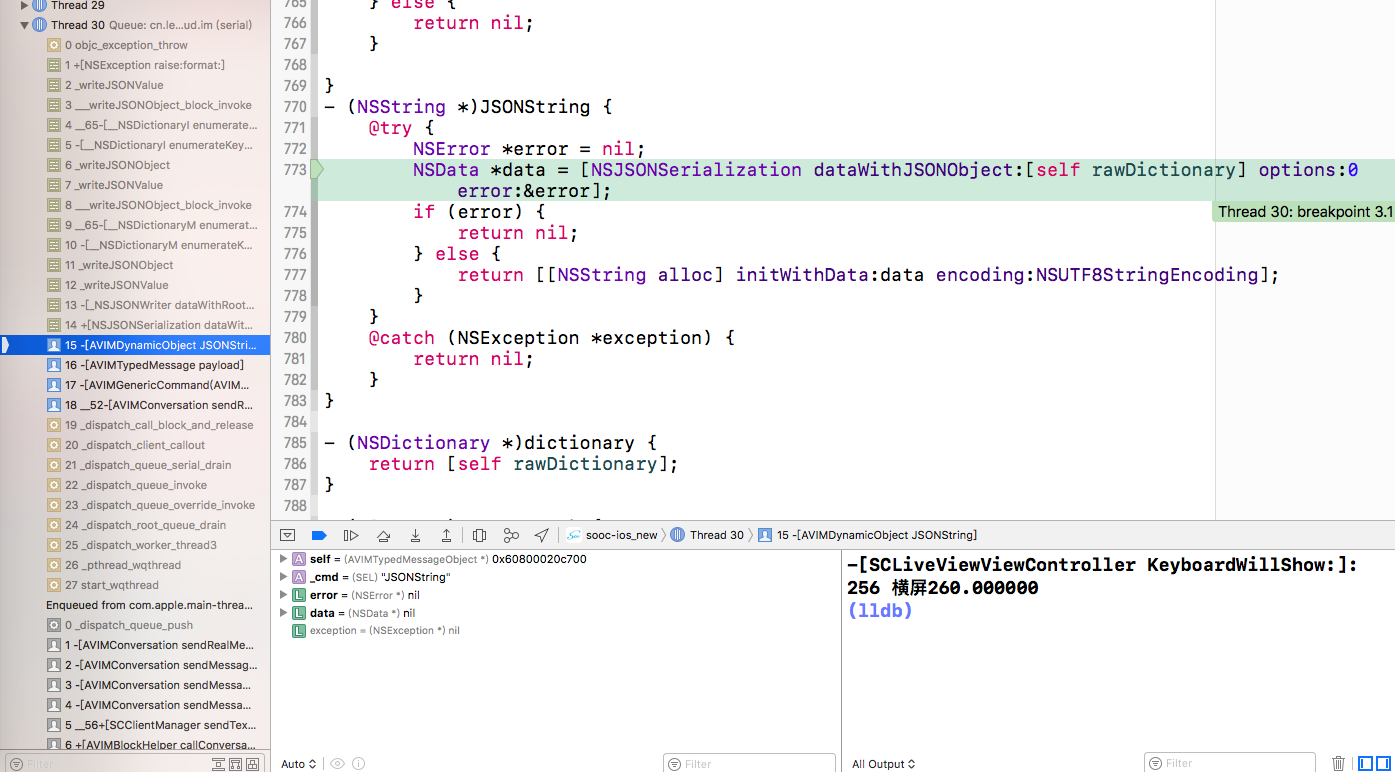 Thread 29
Thread 30 Queue: cn.le...ud.im (serial)
0 objc_exception_throw
1 +[NSException raise:format:]
2 _writeJSONValue
3 ___writeJSONObject_block_invoke
4 __65-[__NSDictionaryI enumerate...
5 -[__NSDictionaryI enumerateKey...
6 _writeJSONObject
7 _writeJSONValue
8 ___writeJSONObject_block_invoke
9 __65-[__NSDictionaryM enumerat...
10 -[__NSDictionaryM enumerateK...
11 _writeJSONObject
12 _writeJSONValue
13 -[_NSJSONWriter dataWithRoot...
14 +[NSJSONSerialization dataWit...
15 -[AVIMDynamicObject JSONStri...
16 -[AVIMTypedMessage payload]
17 -[AVIMGenericCommand(AVIM...
18 __52-[AVIMConversation sendR...
19 _dispatch_call_block_and_release
20 _dispatch_client_callout
21 _dispatch_queue_serial_drain
22 _dispatch_queue_invoke
23 _dispatch_queue_override_invoke
24 _dispatch_root_queue_drain
25 _dispatch_worker_thread3
26 _pthread_wqthread
27 start_wqthread
Enqueued from com.apple.main-threa...
0 _dispatch_queue_push
1 -[AVIMConversation sendRealMe...
2 -[AVIMConversation sendMessag...
3 -[AVIMConversation sendMessa...
4 -[AVIMConversation sendMessa...
5 __56+[SCClientManager sendTex...
6 +[AVIMBlockHelper callConversa...
Filter
765 } else {
766 return nil;
767 }
768
769 }
770 - (NSString *)JSONString {
771 @try {
772 NSError *error = nil;
773 NSData *data = [NSJSONSerialization dataWithJSONObject:[self rawDictionary] options:0
error:&error];
774 if (error) {
Thread 30: breakpoint 3.1
775 return nil;
776 } else {
777 return [[NSString alloc] initWithData:data encoding:NSUTF8StringEncoding];
778 }
779 }
780 @catch (NSException *exception) {
781 return nil;
782 }
783 }
784
785 - (NSDictionary *)dictionary {
786 return [self rawDictionary];
787 }
788
sooc-ios_new Thread 30 15 -[AVIMDynamicObject JSONString]
A self = (AVIMTypedMessageObject *) 0x60800020c700
A _cmd = (SEL) "JSONString"
L error = (NSError *) nil
L data = (NSData *) nil
L exception = (NSException *) nil
Auto
Filter
-[SCLiveViewViewController KeyboardWillShow:]:
256 横屏260.000000
(lldb)
All Output
Filter